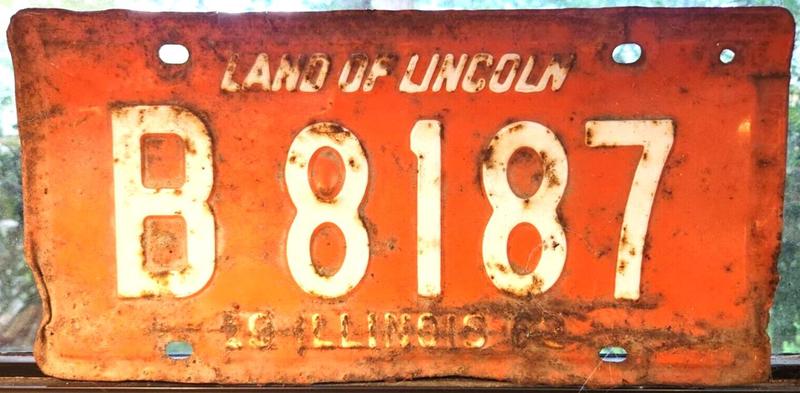 LAND OF LINCOLN
B 8187
19 ILLINOIS